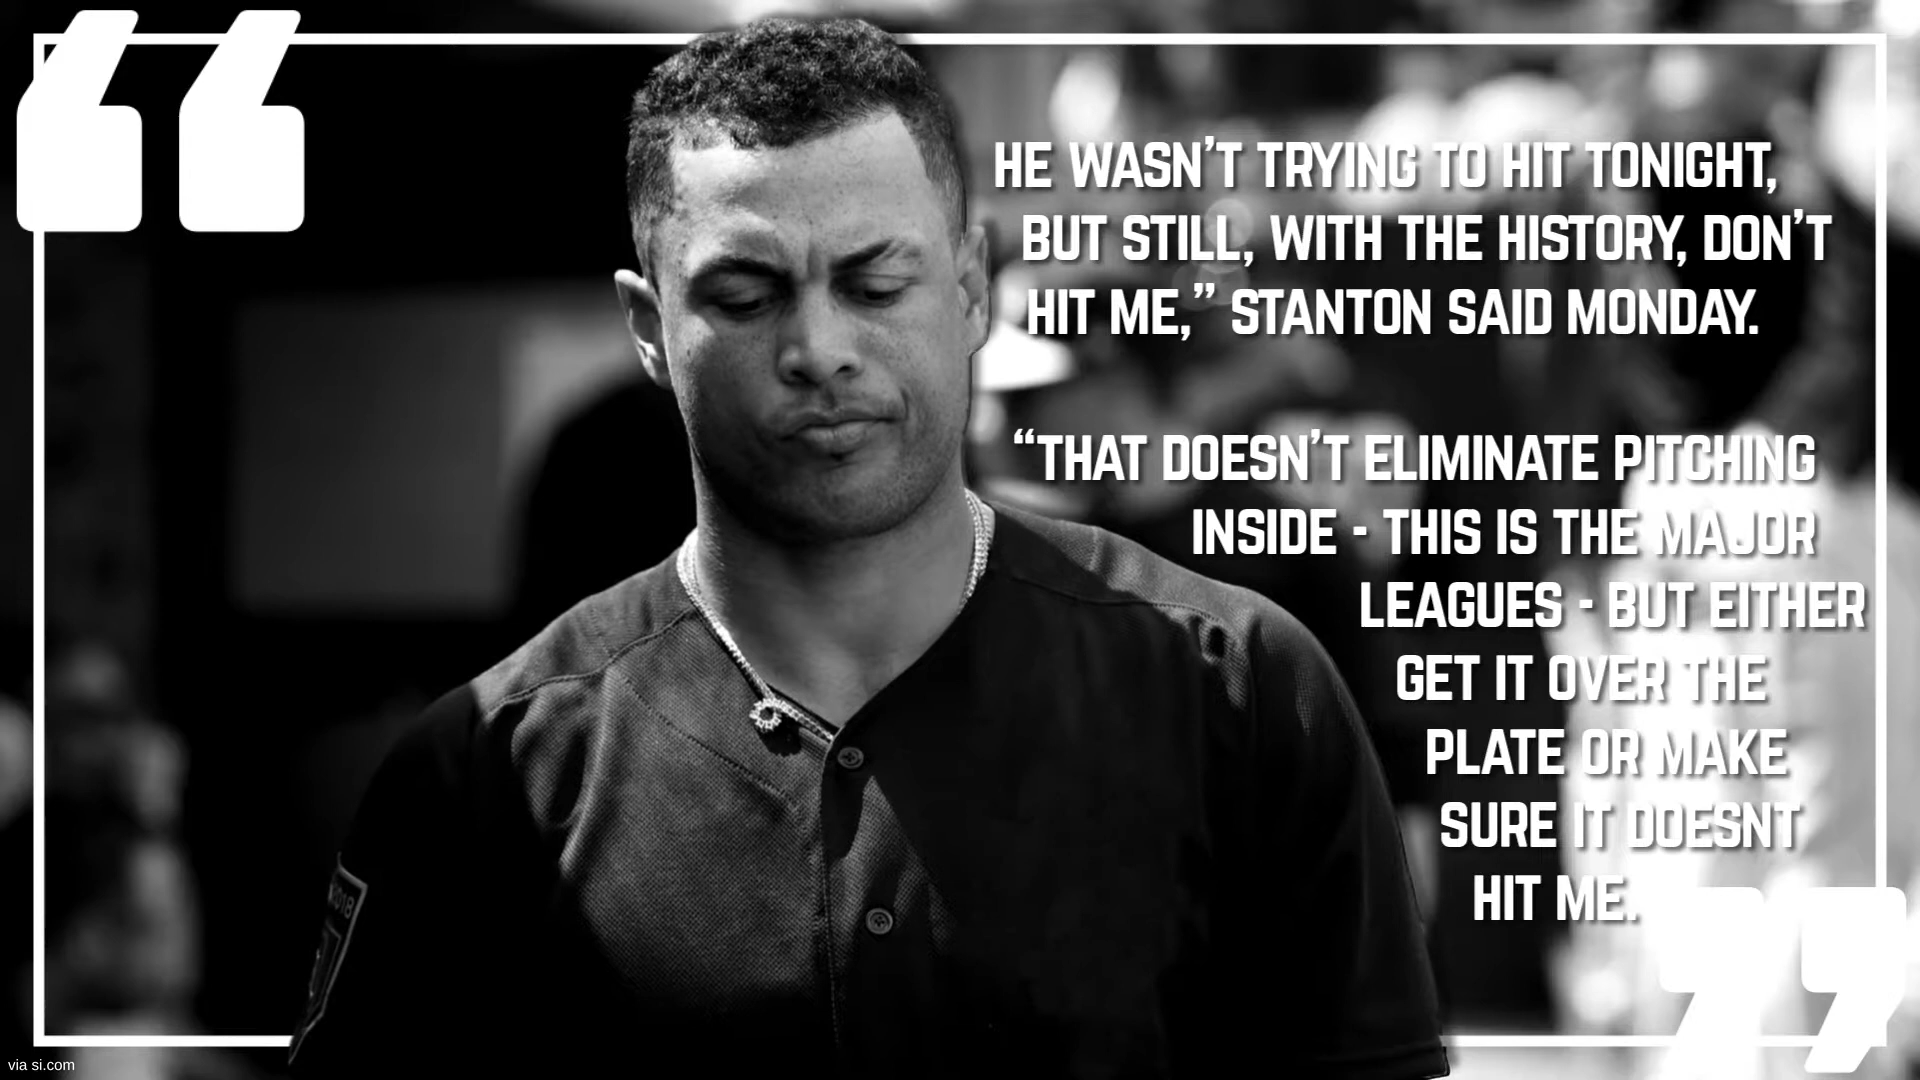 “
HE WASN’T TRYING TO HIT TONIGHT,
BUT STILL, WITH THE HISTORY, DON’T
HIT ME,” STANTON SAID MONDAY.
“THAT DOESN’T ELIMINATE PITCHING
INSIDE - THIS IS THE MAJOR
LEAGUES - BUT EITHER
GET IT OVER THE
PLATE OR MAKE
SURE IT DOESNT
HIT ME.
”
2018
via si.com